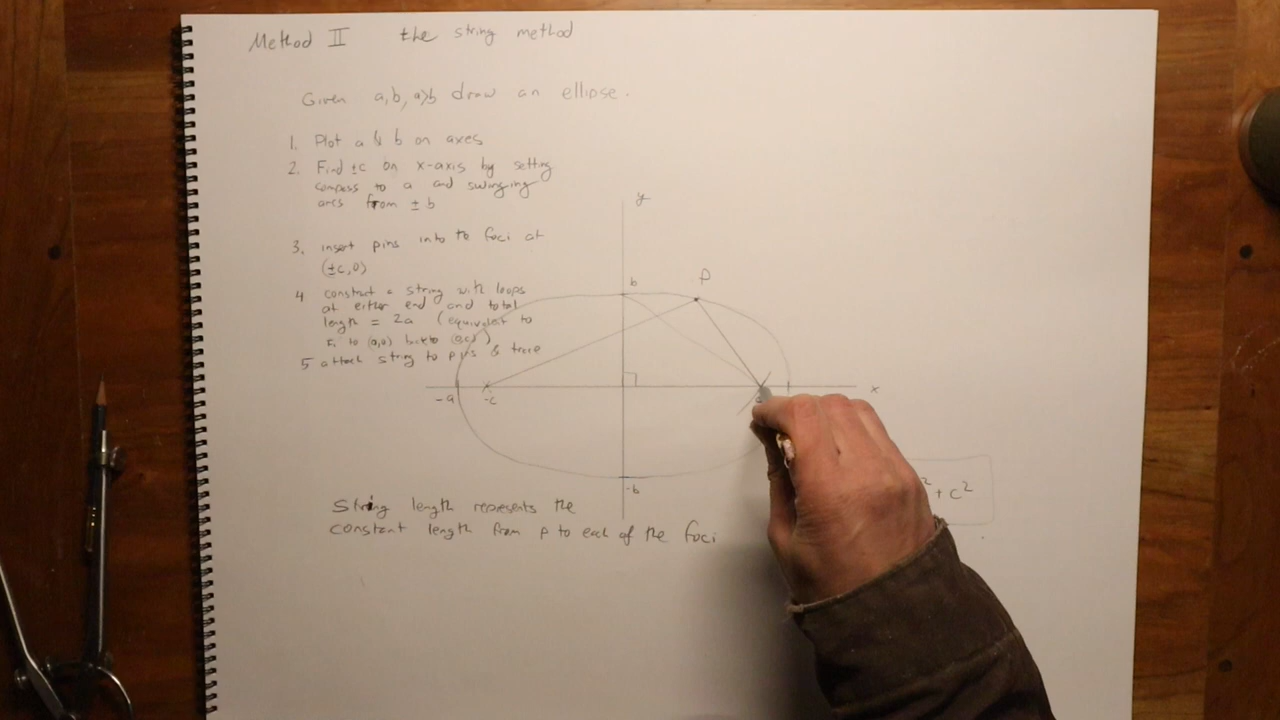 Method II the string method
Given a,b, a>b draw an ellipse.
1. Plot a & b on axes
2. Find ±c on x-axis by setting
compass to a and swinging
arcs from ± b
3. insert pins into the foci at
(±c,0)
4 construct a string with loops
at either end and total
length = 2a (equivalent to
to (a,0) back to
5 attach string to pins & trace
y
b
P
-a
-c
x
-b
² + c²
String length represents the
constant length from p to each of the foci